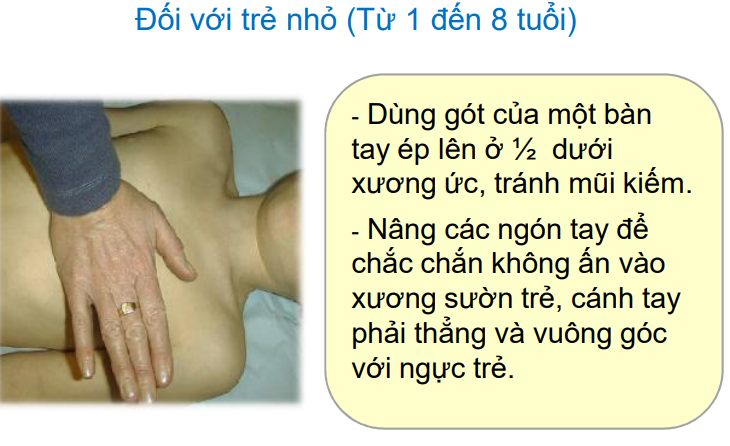 Đối với trẻ nhỏ (Từ 1 đến 8 tuổi)
- Dùng gót của một bàn
tay ép lên ở ½ dưới
xương ức, tránh mũi kiếm.
- Nâng các ngón tay để
chắc chắn không ấn vào
xương sườn trẻ, cánh tay
phải thẳng và vuông góc
với ngực trẻ.